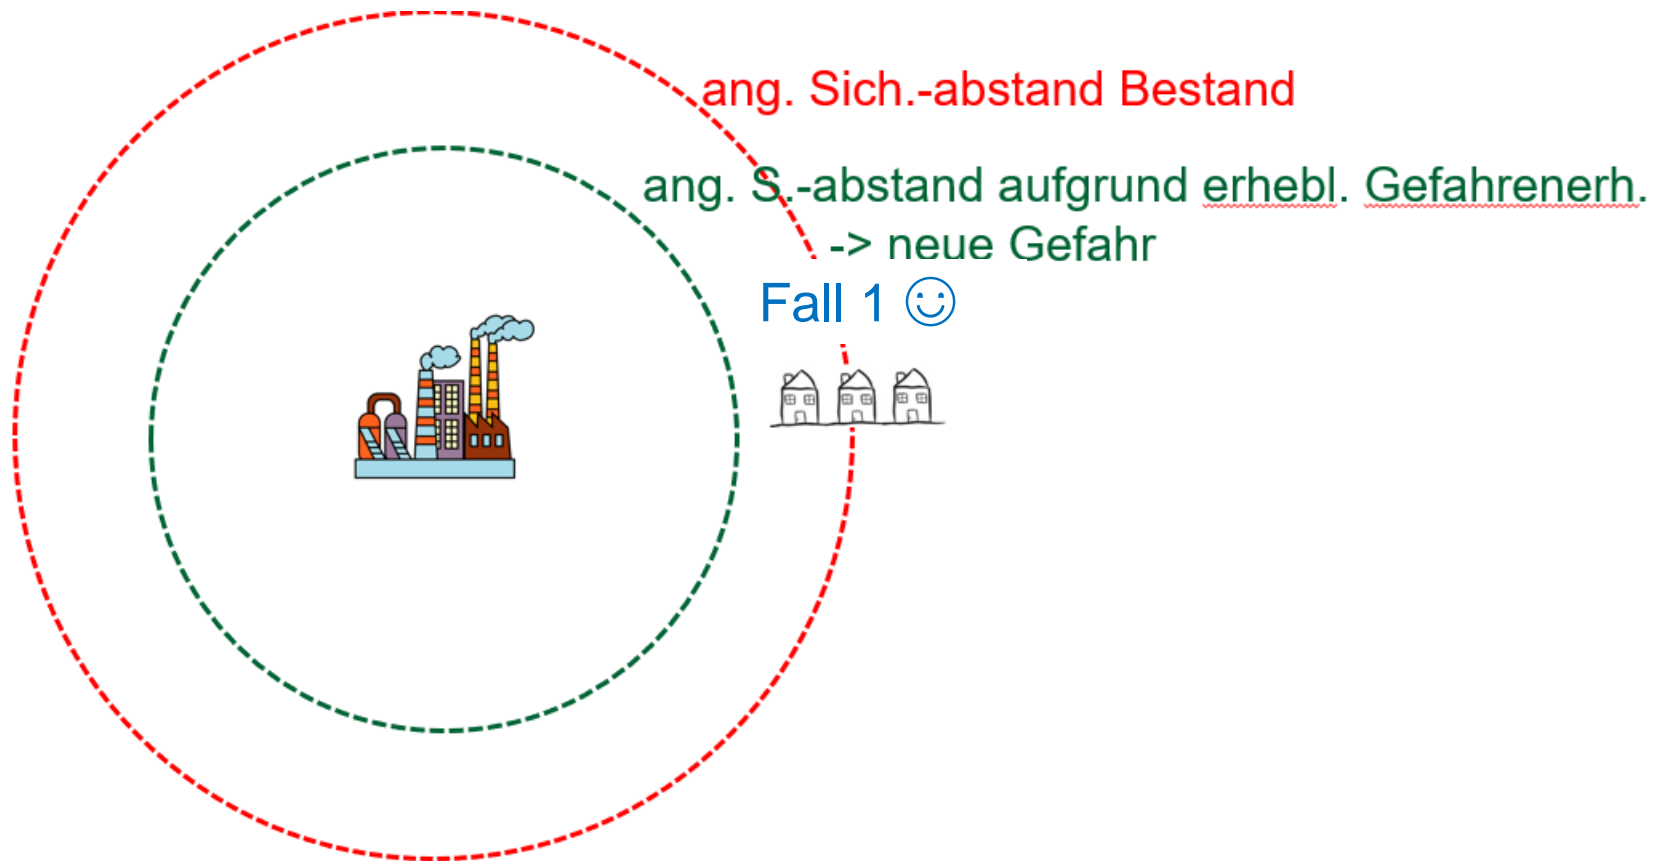 ang. Sich.-abstand Bestand
ang. S.-abstand aufgrund erhebl. Gefahrenerh.
-> neue Gefahr
Fall 1 ☺